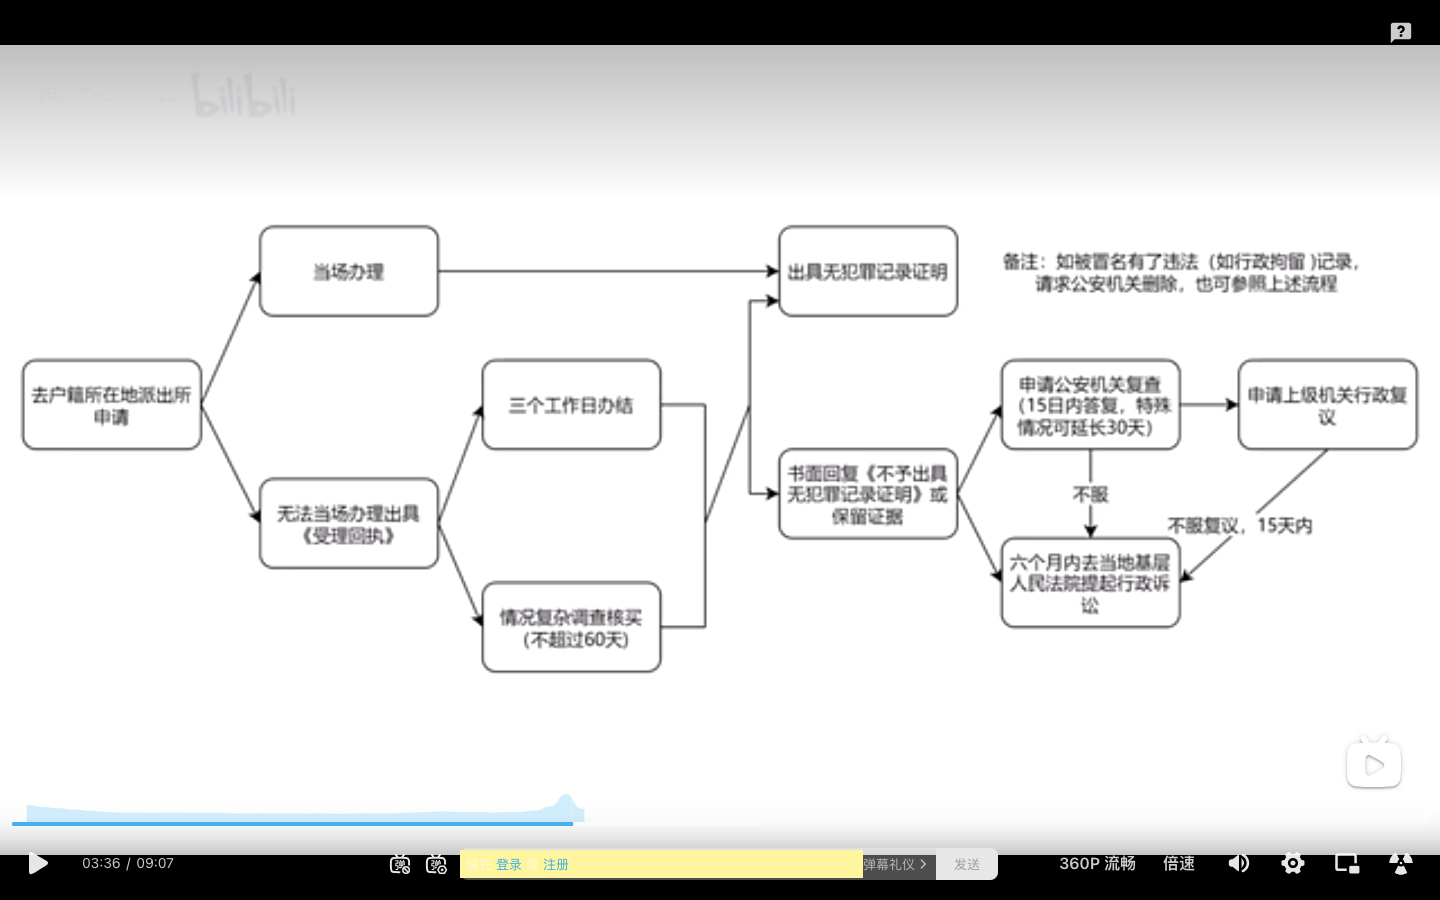 bilibili
当场办理
出具无犯罪记录证明
备注：如被冒名有了违法（如行政拘留 )记录，
请求公安机关删除，也可参照上述流程
去户籍所在地派出所
申请
三个工作日办结
申请公安机关复查
（15日内答复，特殊
情况可延长30天）
申请上级机关行政复
议
无法当场办理出具
《受理回执》
书面回复《不予出具
无犯罪记录证明》或
保留证据
不服
不服复议，15天内
六个月内去当地基层
人民法院提起行政诉
讼
情况复杂调查核买
(不超过60天)
03:36 / 09:07
弹
弹
请先 登录 或 注册
弹幕礼仪 >
发送
360P 流畅
倍速